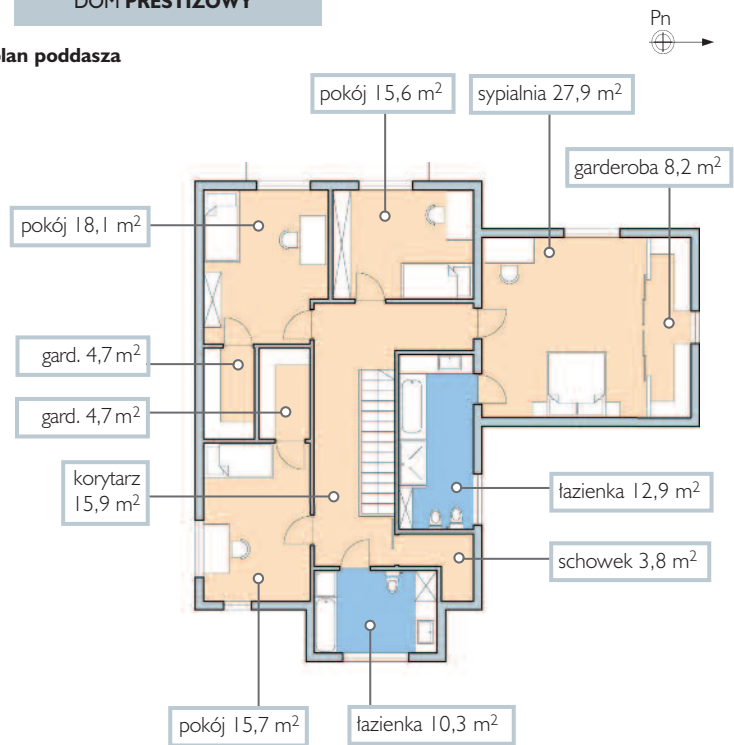 DOM PRESTIŻOWY
Pn
plan poddasza
pokój 15,6 m²
sypialnia 27,9 m²
garderoba 8,2 m²
pokój 18,1 m²
gard. 4,7 m²
gard. 4,7 m²
korytarz
15,9 m²
łazienka 12,9 m²
schowek 3,8 m²
pokój 15,7 m²
łazienka 10,3 m²